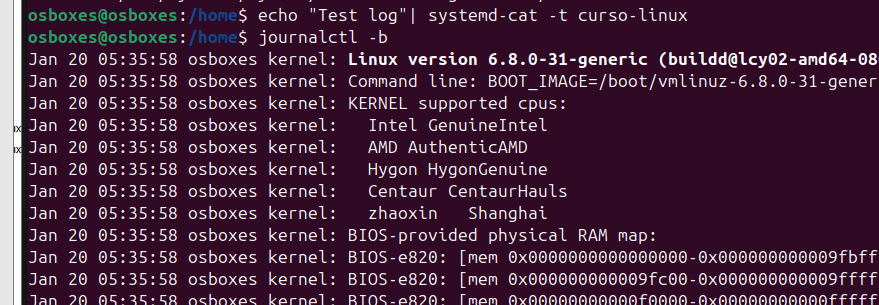 osboxes@osboxes:/home$ echo "Test log"| systemd-cat -t curso-linux
osboxes@osboxes:/home$ journalctl -b
Jan 20 05:35:58 osboxes kernel: Linux version 6.8.0-31-generic (buildd@lcy02-amd64-08
Jan 20 05:35:58 osboxes kernel: Command line: BOOT_IMAGE=/boot/vmlinuz-6.8.0-31-gener
Jan 20 05:35:58 osboxes kernel: KERNEL supported cpus:
Jan 20 05:35:58 osboxes kernel:   Intel GenuineIntel
Jan 20 05:35:58 osboxes kernel:   AMD AuthenticAMD
Jan 20 05:35:58 osboxes kernel:   Hygon HygonGenuine
Jan 20 05:35:58 osboxes kernel:   Centaur CentaurHauls
Jan 20 05:35:58 osboxes kernel:   zhaoxin   Shanghai
Jan 20 05:35:58 osboxes kernel: BIOS-provided physical RAM map:
Jan 20 05:35:58 osboxes kernel: BIOS-e820: [mem 0x0000000000000000-0x000000000009fbff
Jan 20 05:35:58 osboxes kernel: BIOS-e820: [mem 0x000000000009fc00-0x000000000009ffff
Jan 20 05:35:58 osboxes kernel: BIOS-e820: [mem 0x00000000000f0000-0x00000000000fffff